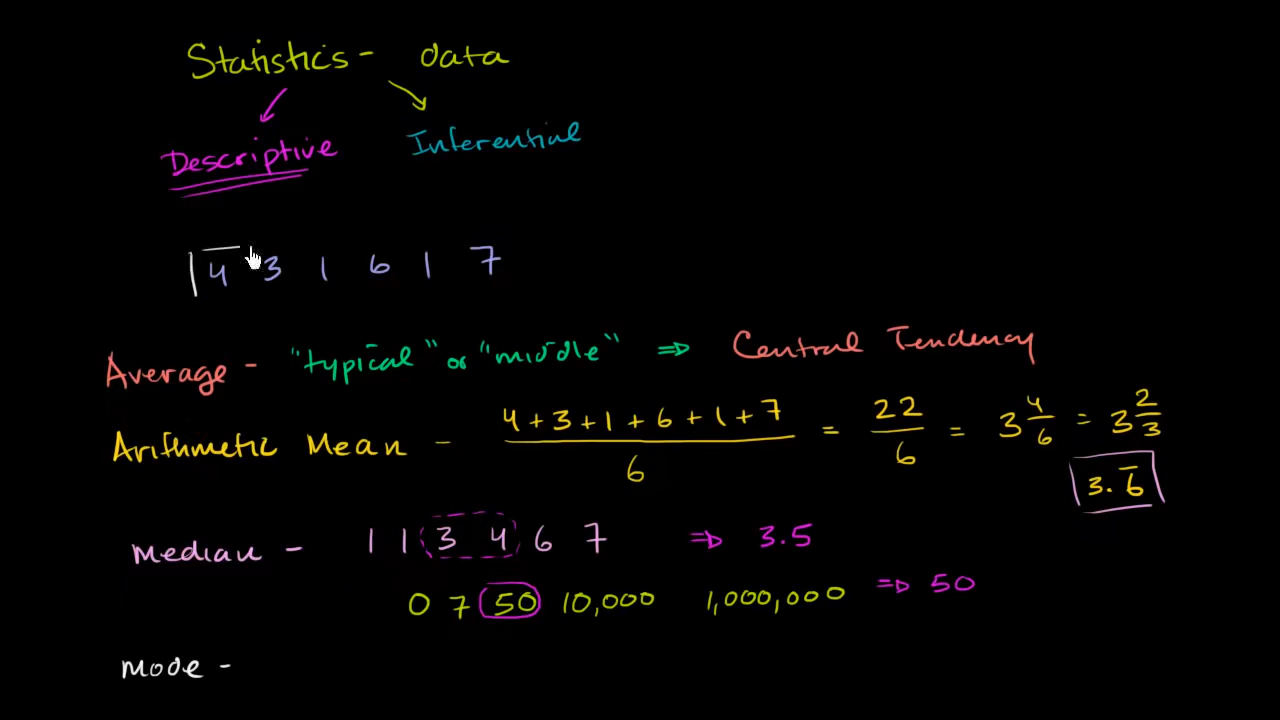 Statistics - data
Descriptive Inferential
4 3 1 6 1 7
Average - "typical" or "middle" ⇒ Central Tendency
Arithmetic Mean - (4+3+1+6+1+7)/6 = 22/6 = 3 4/6 = 3 2/3
3.6̅
Median - 1 1 3 4 6 7 ⇒ 3.5
0 7 50 10,000 1,000,000 ⇒ 50
Mode -